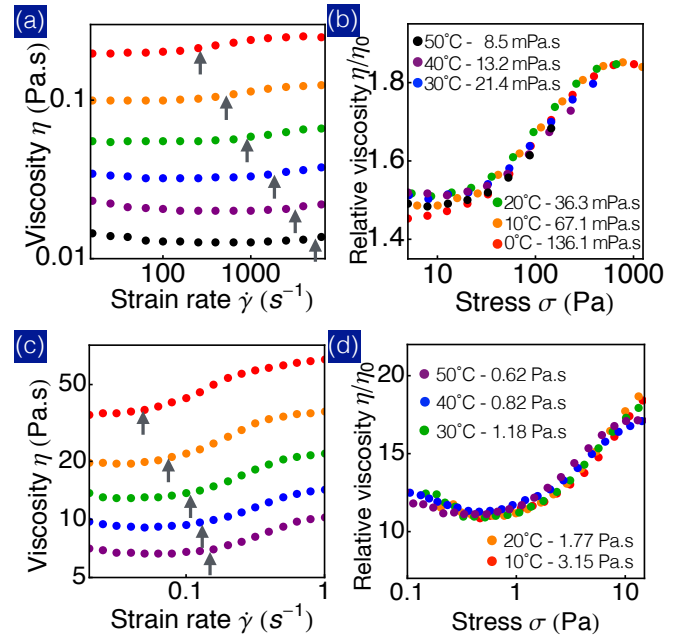 (a)
Viscosity η (Pa.s)
0.1
0.01
100
1000
Strain rate γ̇ (s⁻¹)
(b)
Relative viscosity η/η₀
1.8
1.6
1.4
50°C - 8.5 mPa.s
40°C - 13.2 mPa.s
30°C - 21.4 mPa.s
20°C - 36.3 mPa.s
10°C - 67.1 mPa.s
0°C - 136.1 mPa.s
10
100
1000
Stress σ (Pa)
(c)
Viscosity η (Pa.s)
50
20
10
5
0.1
1
Strain rate γ̇ (s⁻¹)
(d)
Relative viscosity η/η₀
20
15
10
50°C - 0.62 Pa.s
40°C - 0.82 Pa.s
30°C - 1.18 Pa.s
20°C - 1.77 Pa.s
10°C - 3.15 Pa.s
0.1
1
10
Stress σ (Pa)